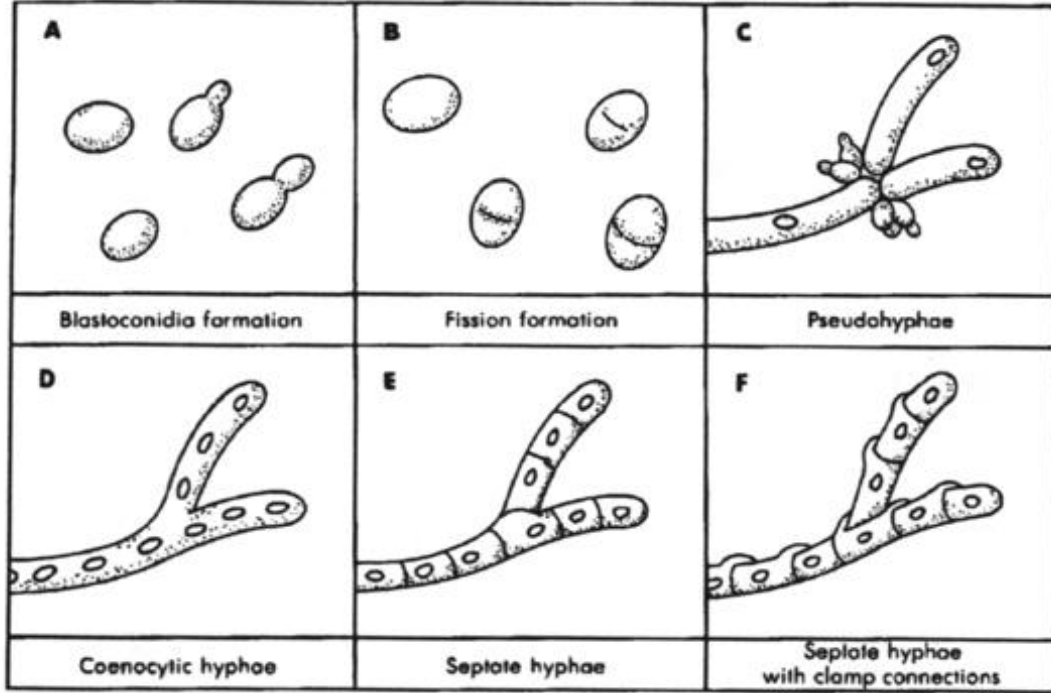 A
B
C
Blastoconidia formation
Fission formation
Pseudohyphae
D
E
F
Coenocytic hyphae
Septate hyphae
Septate hyphae
with clamp connections